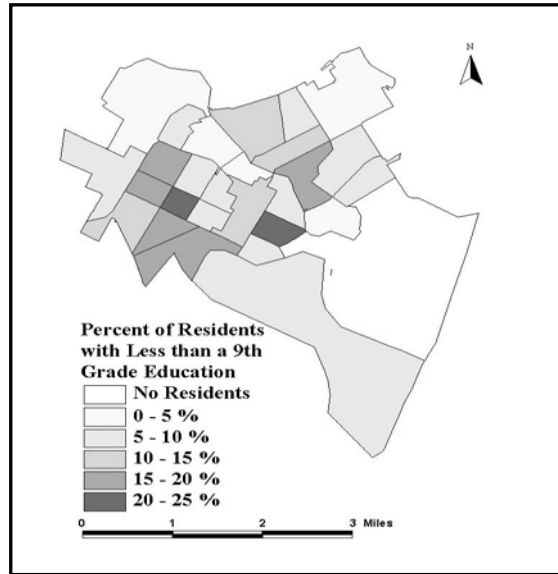 N
Percent of Residents
with Less than a 9th
Grade Education
No Residents
0 - 5 %
5 - 10 %
10 - 15 %
15 - 20 %
20 - 25 %
0 1 2 3 Miles